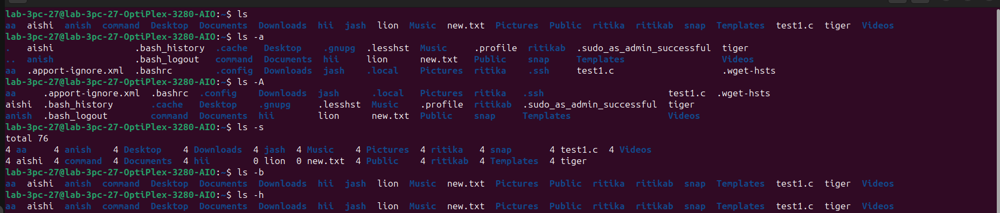 lab-3pc-27@lab-3pc-27-OptiPlex-3280-AIO:~$ ls
aa  aishi  anish  command  Desktop  Documents  Downloads  hii  jash  lion  Music  new.txt  Pictures  Public  ritika  ritikab  snap  Templates  test1.c  tiger  Videos
lab-3pc-27@lab-3pc-27-OptiPlex-3280-AIO:~$ ls -a
.   aishi               .bash_history  .cache   Desktop    .gnupg  .lesshst  Music     .profile  ritikab  .sudo_as_admin_successful  tiger
..  anish               .bash_logout   command  Documents  hii     lion      new.txt   Public    snap     Templates                  Videos
aa  .apport-ignore.xml  .bashrc        .config  Downloads  jash    .local    Pictures  ritika    .ssh     test1.c                    .wget-hsts
lab-3pc-27@lab-3pc-27-OptiPlex-3280-AIO:~$ ls -A
aa     .apport-ignore.xml  .bashrc  .config    Downloads  jash      .local   Pictures  ritika   .ssh                       test1.c  .wget-hsts
aishi  .bash_history       .cache   Desktop    .gnupg     .lesshst  Music    .profile  ritikab  .sudo_as_admin_successful  tiger
anish  .bash_logout        command  Documents  hii        lion      new.txt  Public    snap     Templates                  Videos
lab-3pc-27@lab-3pc-27-OptiPlex-3280-AIO:~$ ls -s
total 76
4 aa     4 anish    4 Desktop    4 Downloads  4 jash  4 Music    4 Pictures  4 ritika   4 snap       4 test1.c  4 Videos
4 aishi  4 command  4 Documents  4 hii        0 lion  0 new.txt  4 Public    4 ritikab  4 Templates  4 tiger
lab-3pc-27@lab-3pc-27-OptiPlex-3280-AIO:~$ ls -b
aa  aishi  anish  command  Desktop  Documents  Downloads  hii  jash  lion  Music  new.txt  Pictures  Public  ritika  ritikab  snap  Templates  test1.c  tiger  Videos
lab-3pc-27@lab-3pc-27-OptiPlex-3280-AIO:~$ ls -h
aa  aishi  anish  command  Desktop  Documents  Downloads  hii  jash  lion  Music  new.txt  Pictures  Public  ritika  ritikab  snap  Templates  test1.c  tiger  Videos